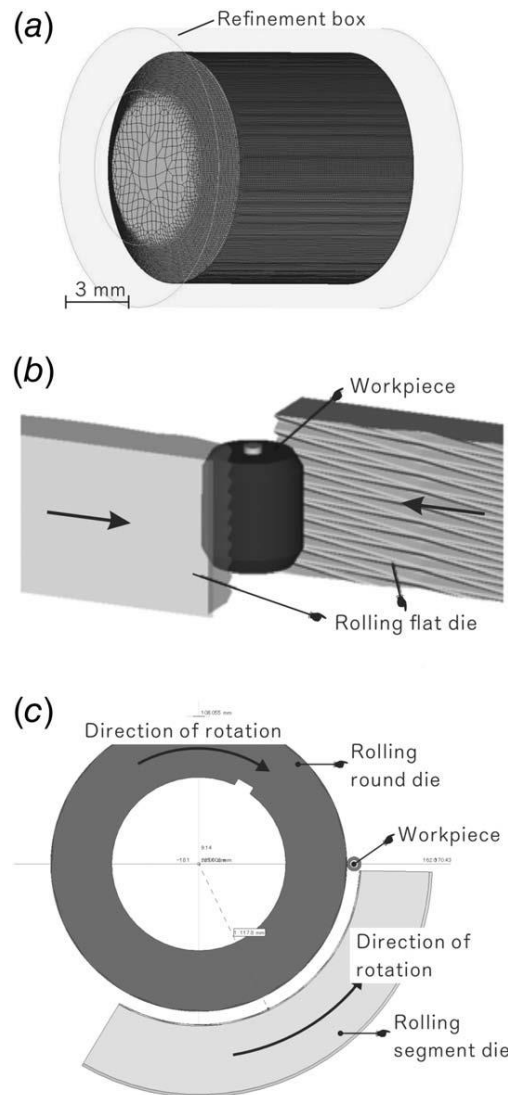 (a)
Refinement box
3 mm
(b)
Workpiece
Rolling flat die
(c)
Direction of rotation
Rolling
round die
Workpiece
Direction of
rotation
Rolling
segment die